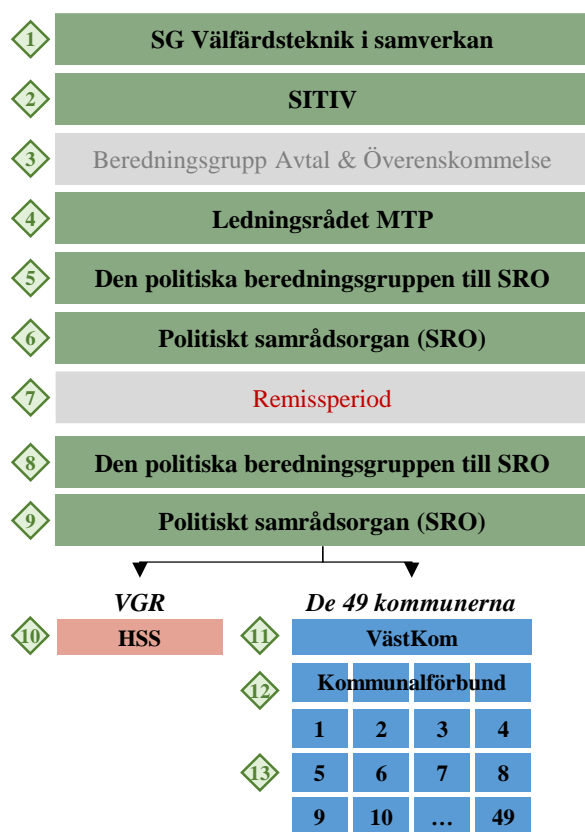 1 SG Välfärdsteknik i samverkan
2 SITIV
3 Beredningsgrupp Avtal & Överenskommelse
4 Ledningsrådet MTP
5 Den politiska beredningsgruppen till SRO
6 Politiskt samrådsorgan (SRO)
7 Remissperiod
8 Den politiska beredningsgruppen till SRO
9 Politiskt samrådsorgan (SRO)
VGR De 49 kommunerna
10 HSS 11 VästKom
12 Kommunalförbund
1 2 3 4
13 5 6 7 8
9 10 … 49